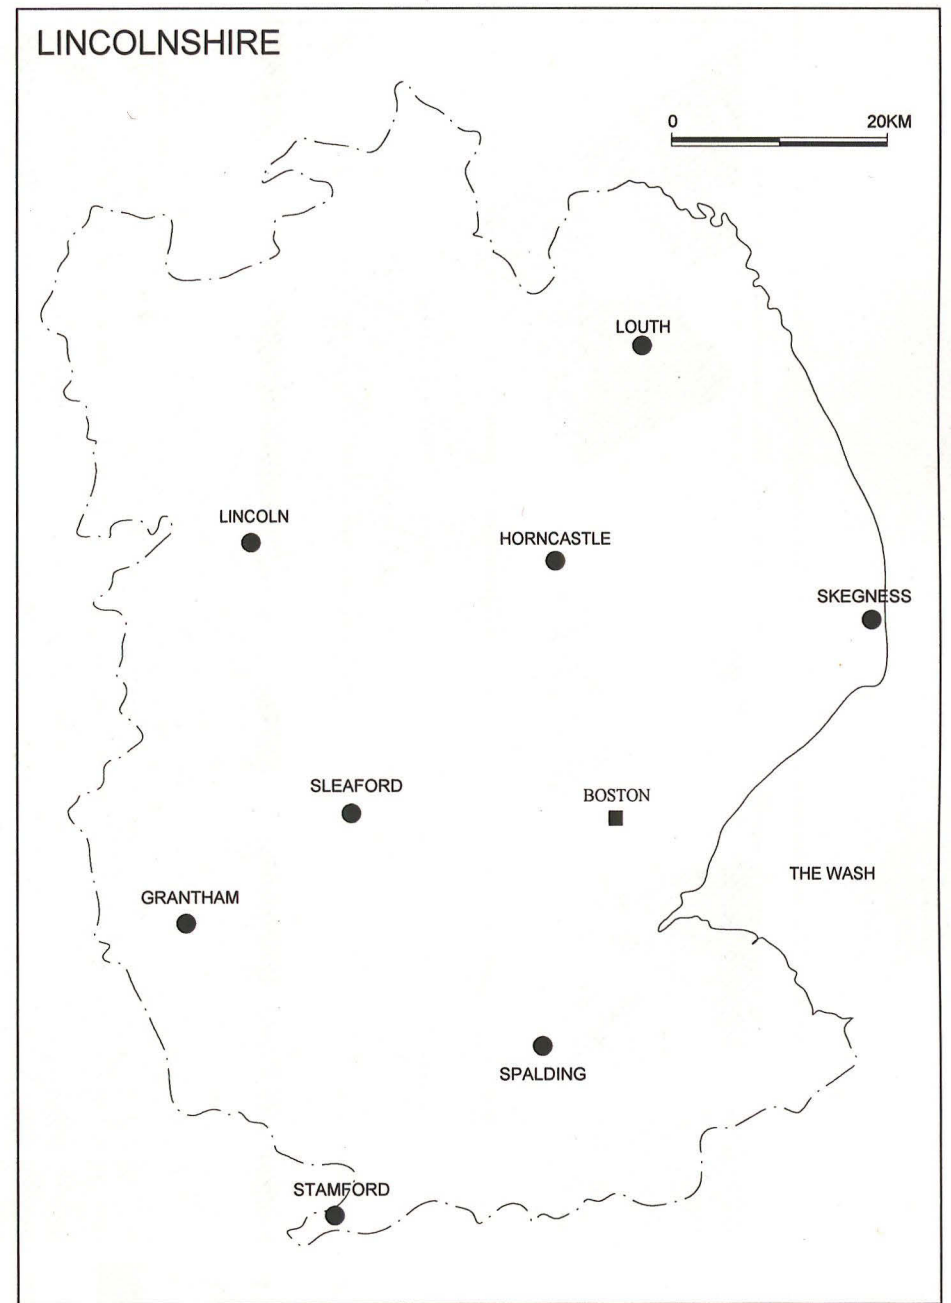 LINCOLNSHIRE
0 20KM
LOUTH
LINCOLN
HORNCASTLE
SKEGNESS
SLEAFORD
BOSTON
THE WASH
GRANTHAM
SPALDING
STAMFORD